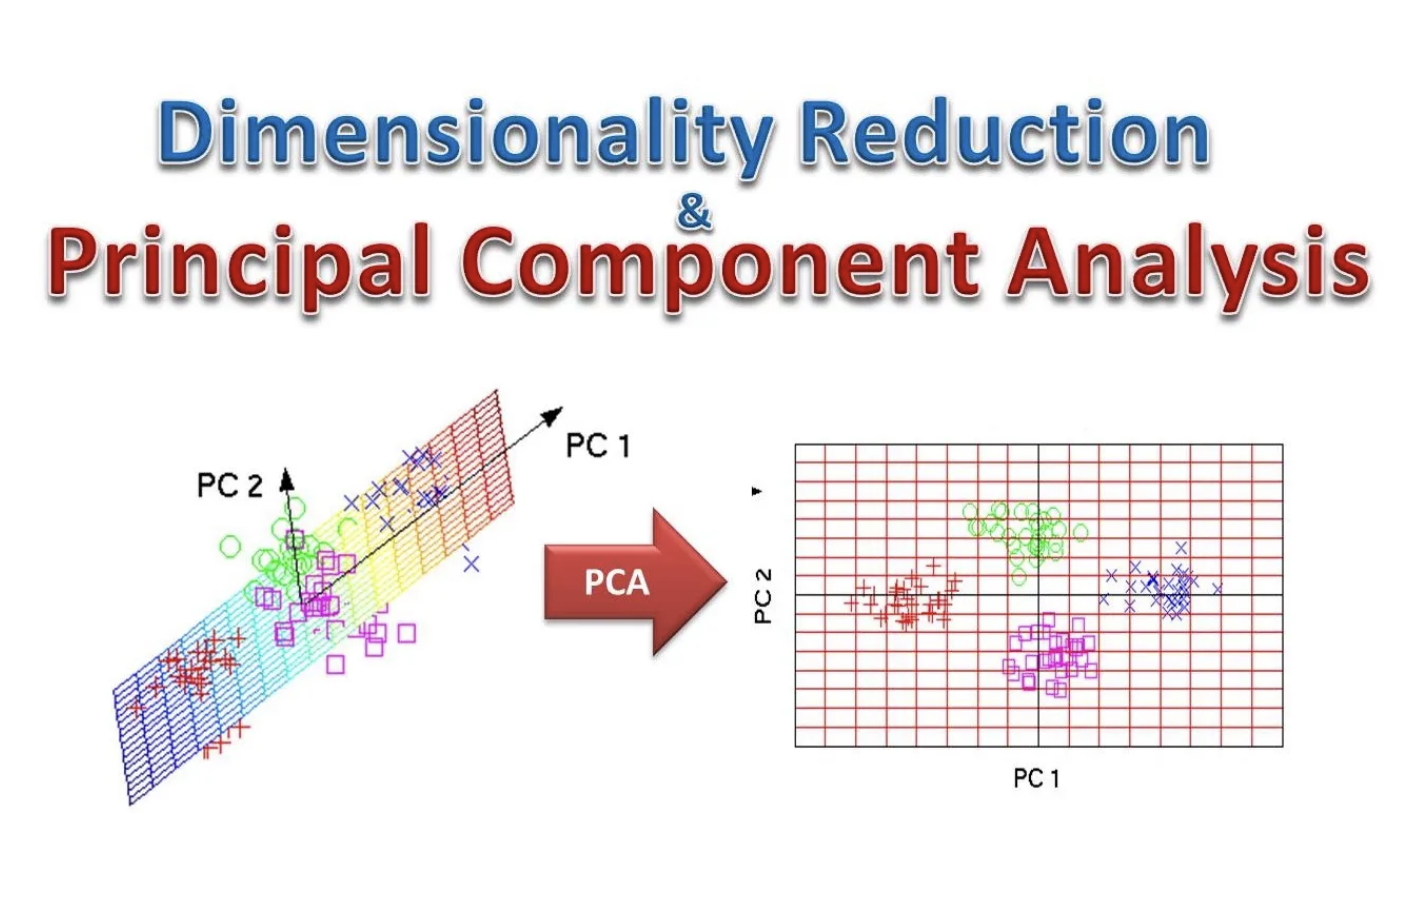 Dimensionality Reduction
&
Principal Component Analysis
PC 1
PC 2
PCA
PC 2
PC 1